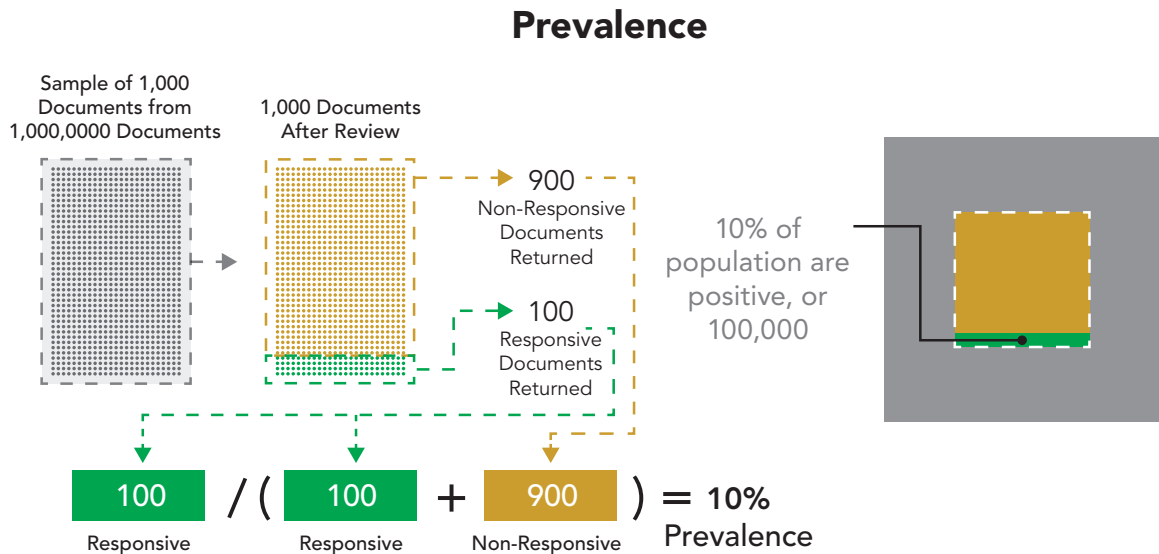 Prevalence
Sample of 1,000
Documents from
1,000,0000 Documents
1,000 Documents
After Review
900
Non-Responsive
Documents
Returned
100
Responsive
Documents
Returned
10% of
population are
positive, or
100,000
100 / ( 100 + 900 ) = 10%
Prevalence
Responsive Responsive Non-Responsive